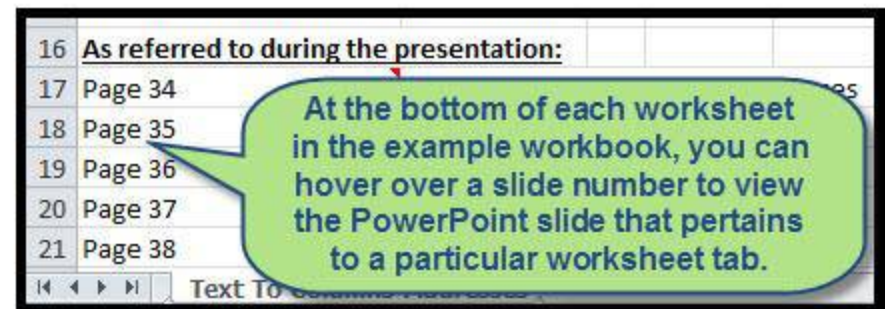 16 As referred to during the presentation:
17 Page 34
18 Page 35
19 Page 36
20 Page 37
21 Page 38
At the bottom of each worksheet
in the example workbook, you can
hover over a slide number to view
the PowerPoint slide that pertains
to a particular worksheet tab.
Text To